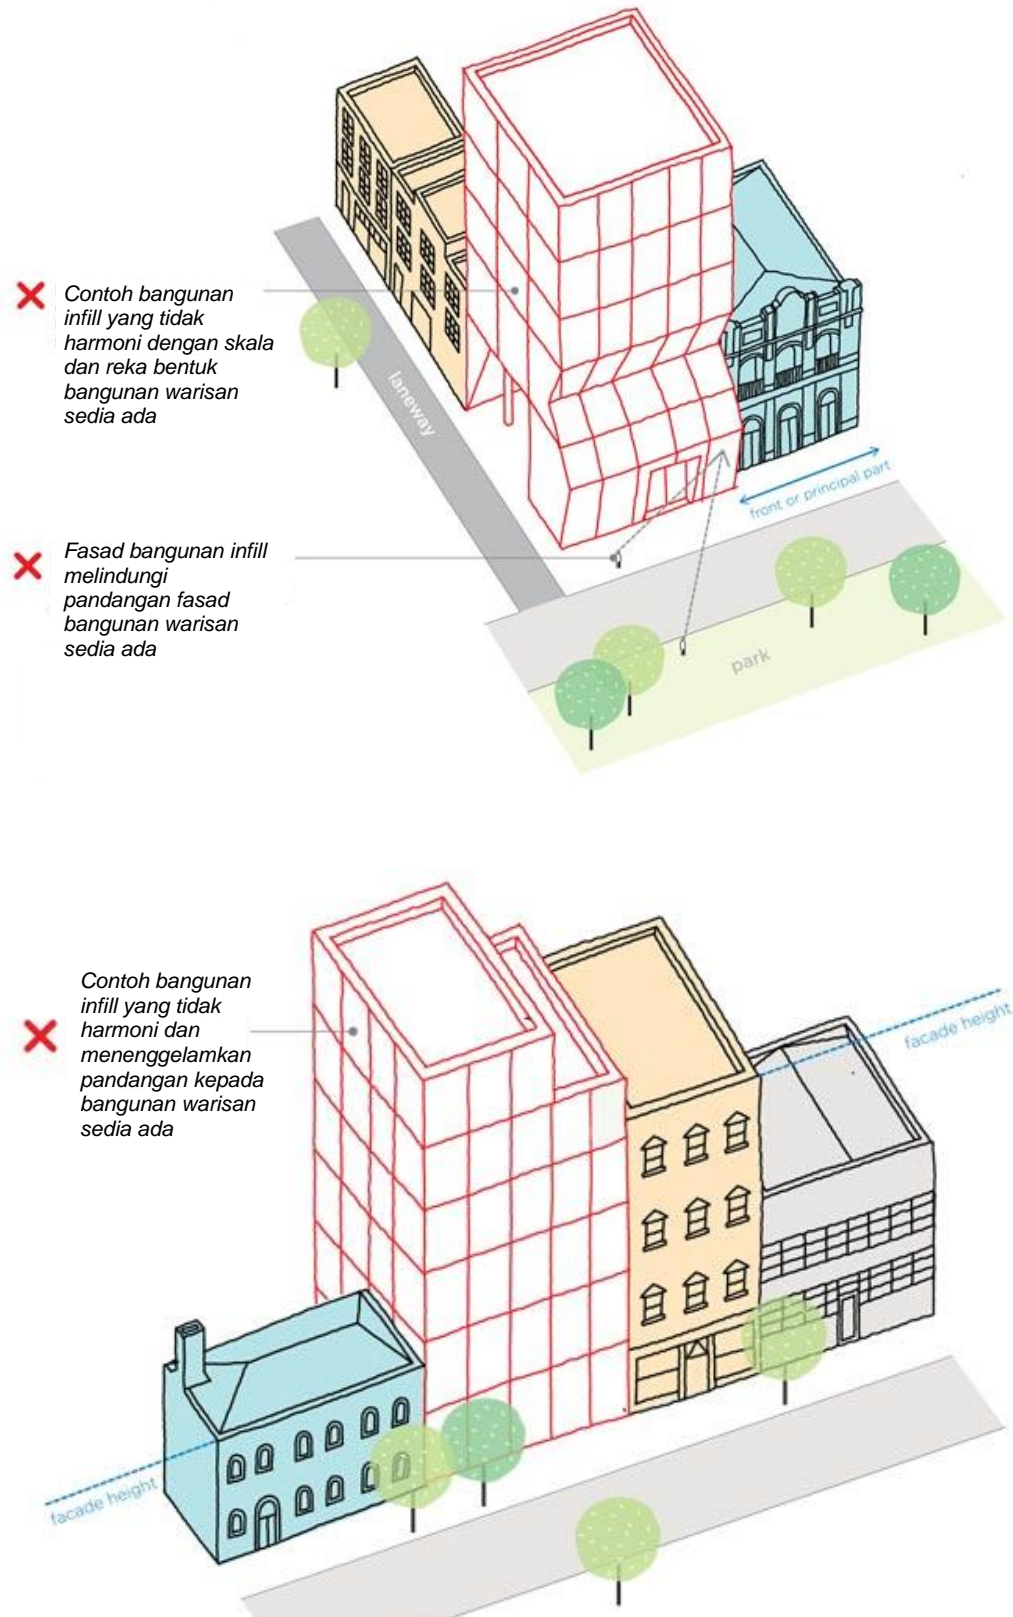 Contoh bangunan
infill yang tidak
harmoni dengan skala
dan reka bentuk
bangunan warisan
sedia ada
laneway
front or principal part
Fasad bangunan infill
melindungi
pandangan fasad
bangunan warisan
sedia ada
park
Contoh bangunan
infill yang tidak
harmoni dan
menenggelamkan
pandangan kepada
bangunan warisan
sedia ada
facade height
facade height